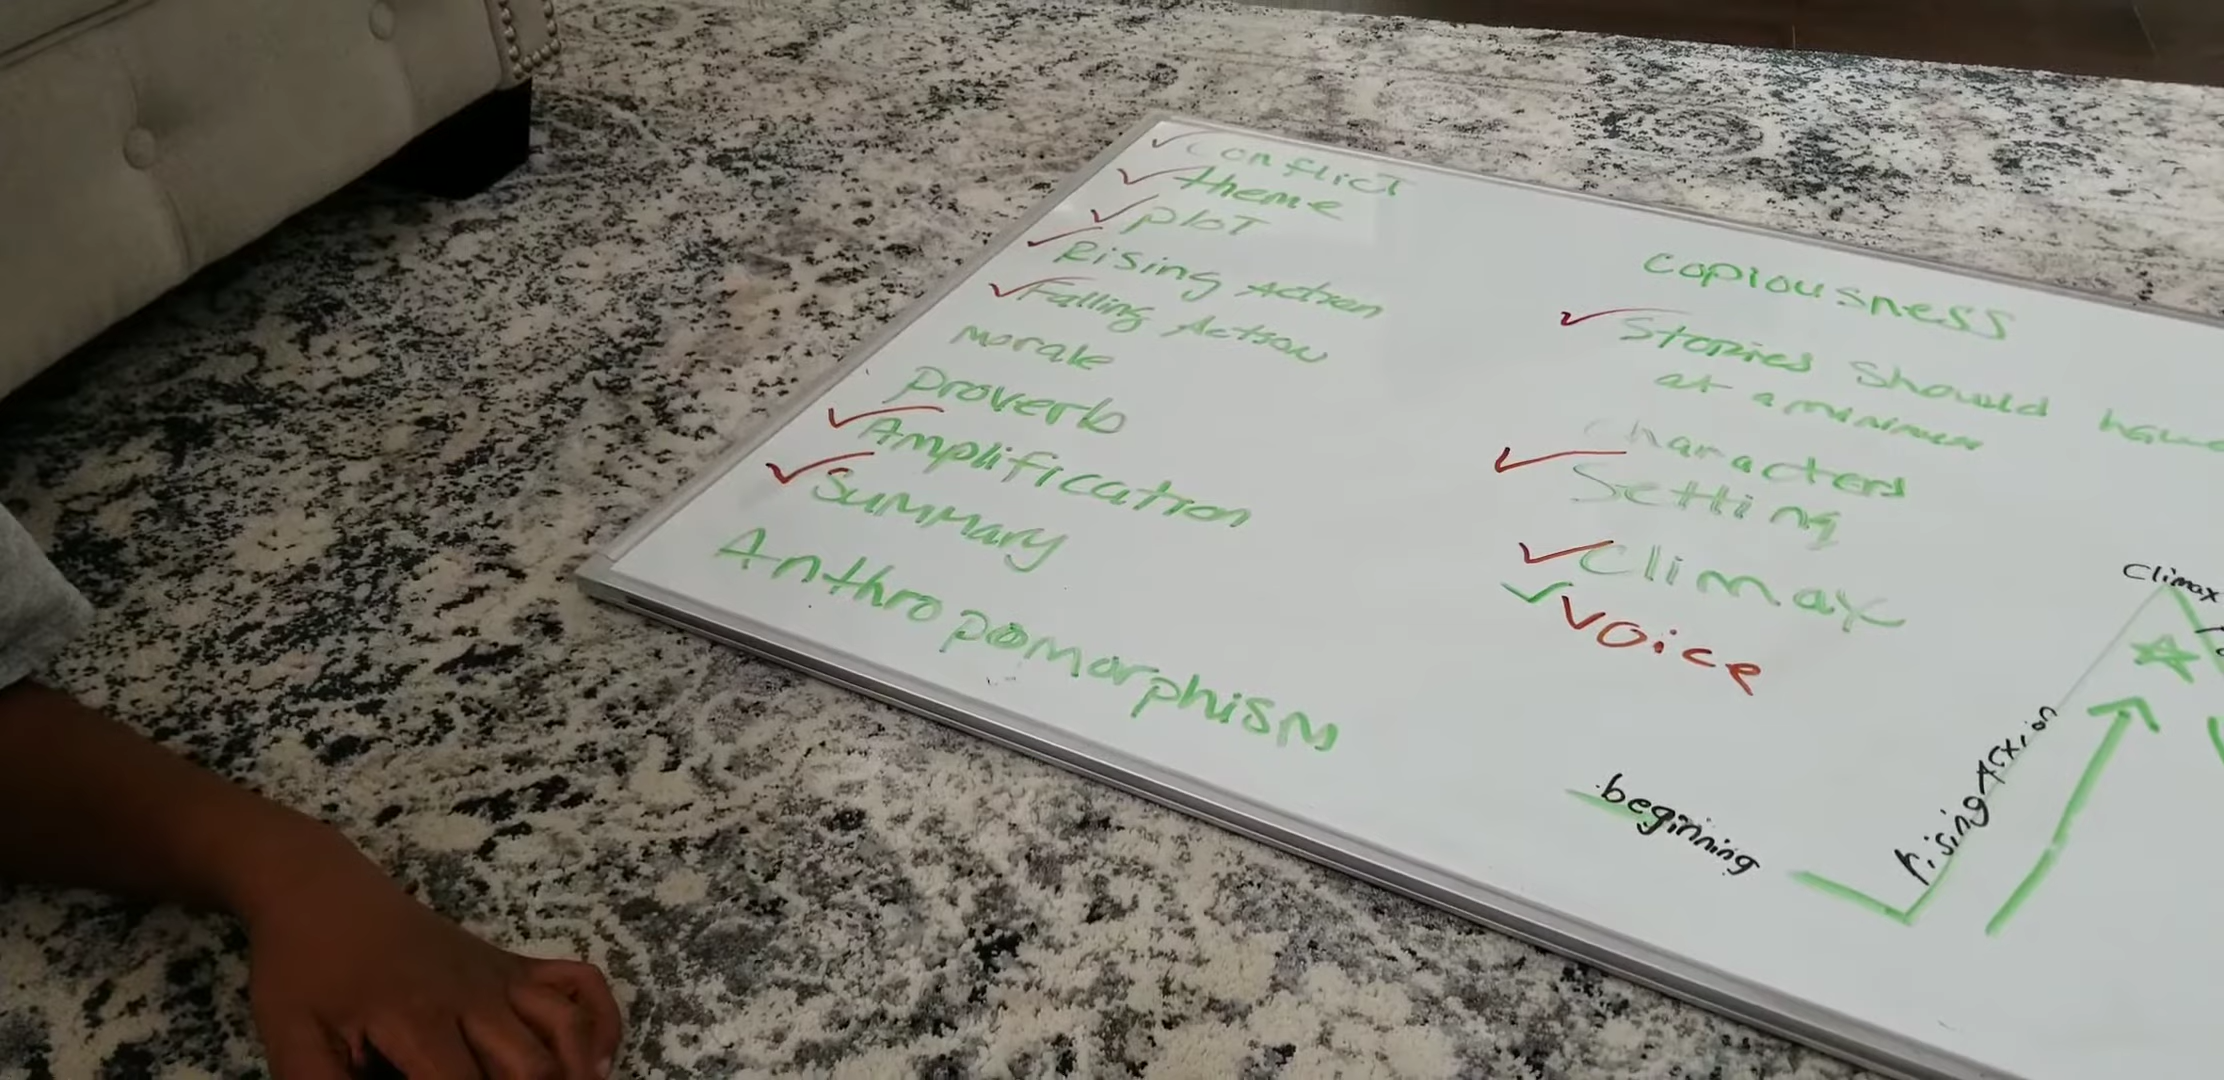 conflict
theme
plot
Rising Action
Falling Action
Morale
proverb
Amplification
Summary
Anthropomorphism
copiousness
Stories should have
at a minimum
characters
Setting
Climax
Voice
beginning
rising
Climax